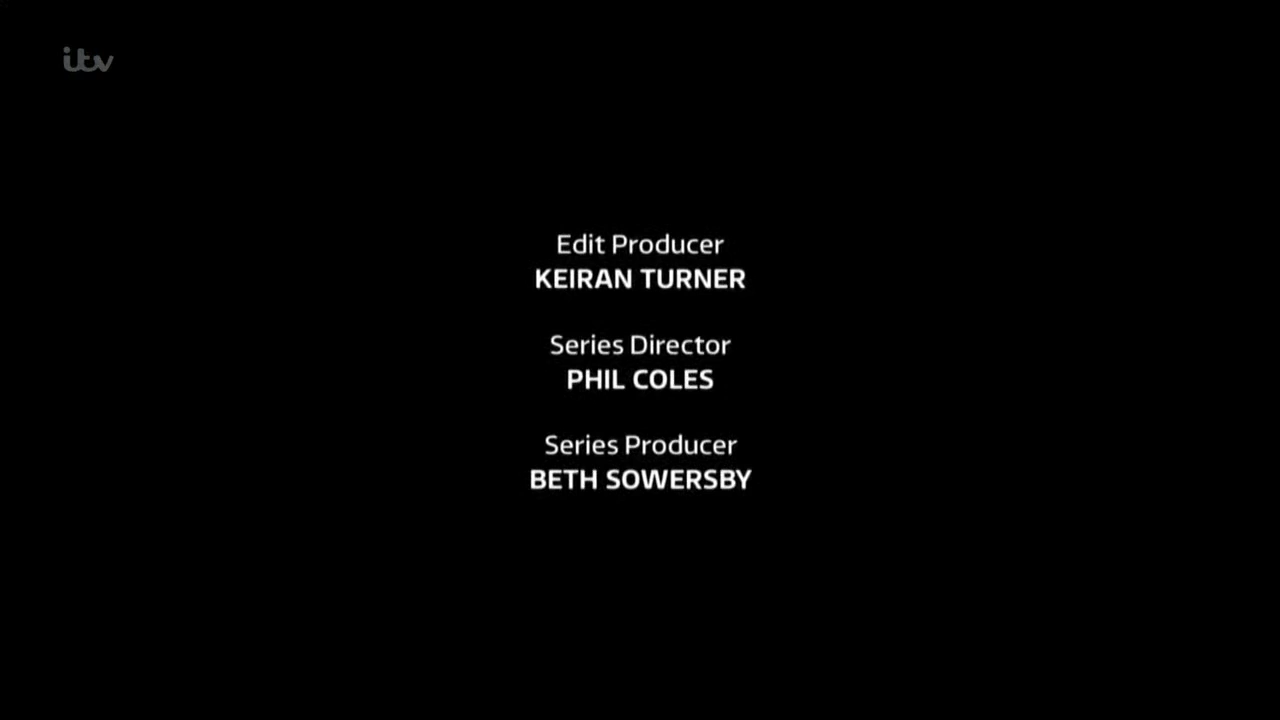 itv
Edit Producer
KEIRAN TURNER
Series Director
PHIL COLES
Series Producer
BETH SOWERSBY